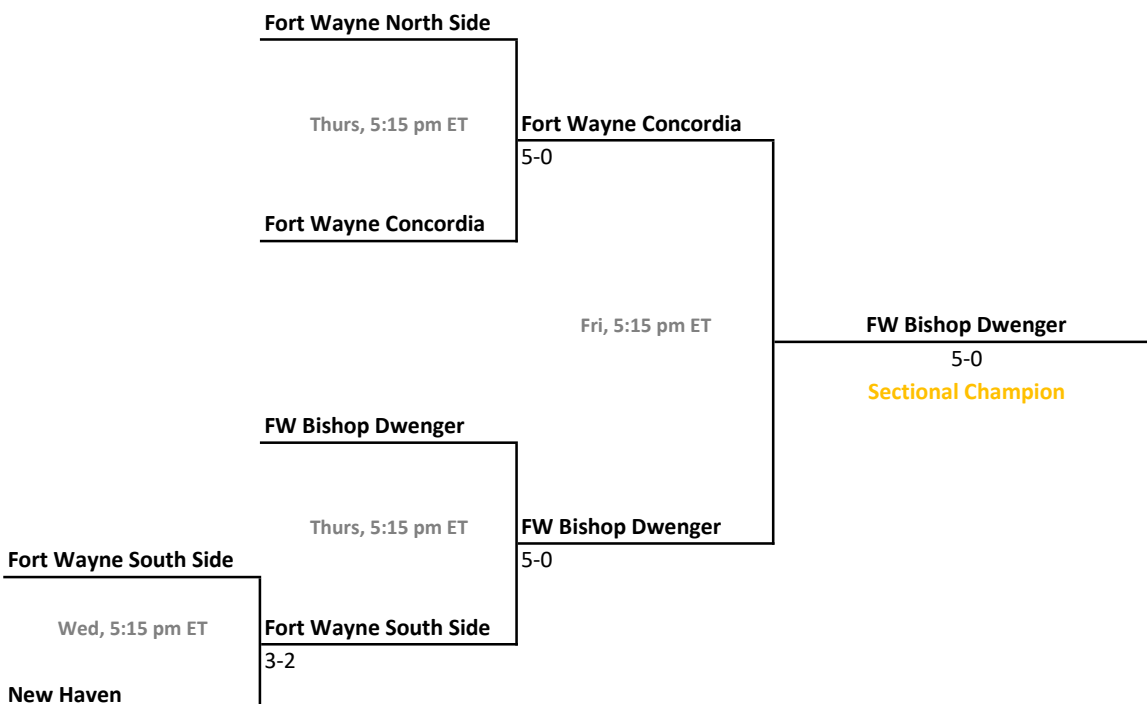 Fort Wayne North Side
Thurs, 5:15 pm ET
Fort Wayne Concordia
5-0
Fort Wayne Concordia
Fri, 5:15 pm ET
FW Bishop Dwenger
5-0
Sectional Champion
FW Bishop Dwenger
Thurs, 5:15 pm ET
FW Bishop Dwenger
5-0
Fort Wayne South Side
Wed, 5:15 pm ET
Fort Wayne South Side
3-2
New Haven